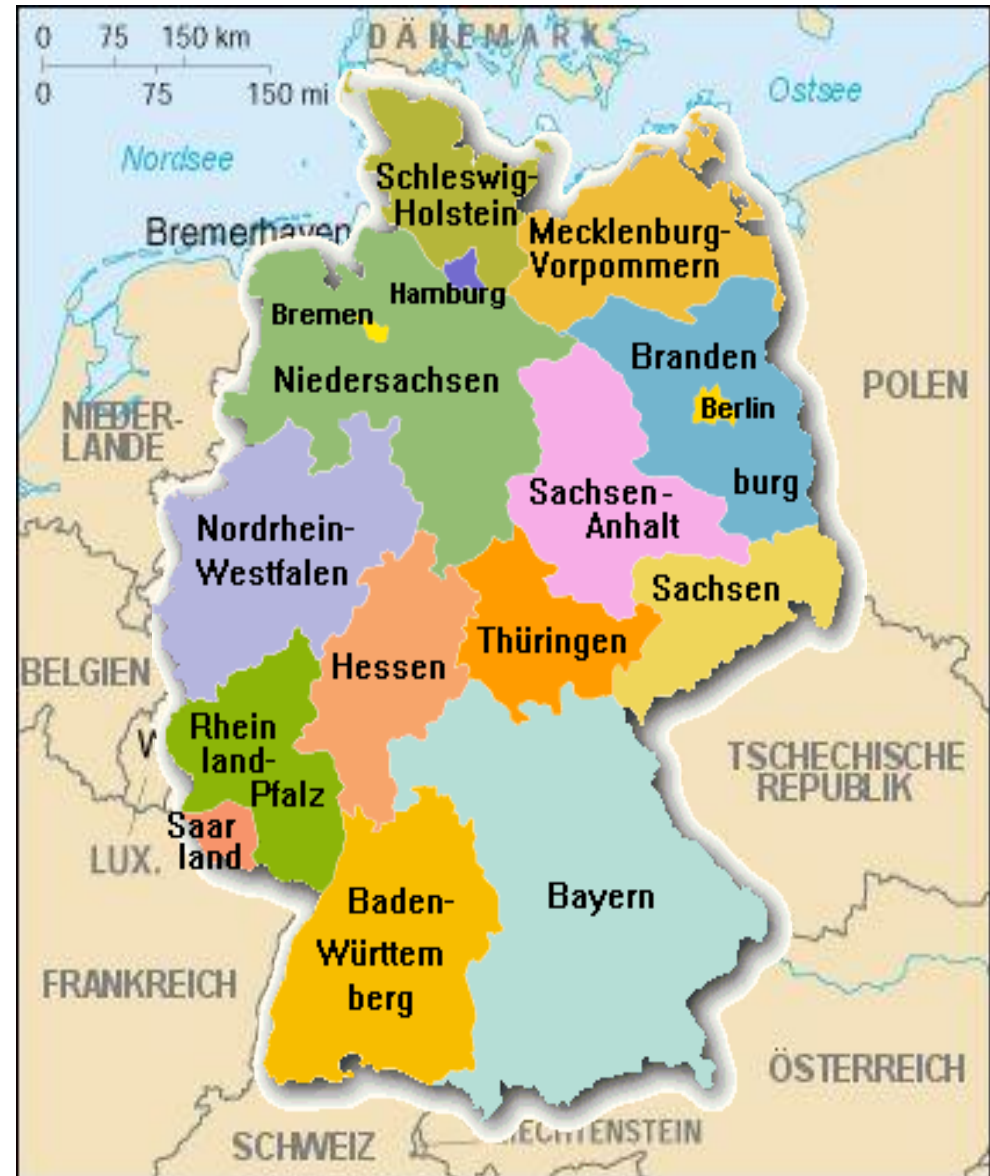 0 75 150 km
0 75 150 mi
DÄNEMARK
Ostsee
Nordsee
Schleswig-
Holstein
Bremerhaven
Mecklenburg-
Vorpommern
Hamburg
Bremen
Niedersachsen
Branden
Berlin
burg
POLEN
NIEDER-
LANDE
Sachsen-
Anhalt
Nordrhein-
Westfalen
Sachsen
Thüringen
Hessen
BELGIEN
Rhein
land-
Pfalz
TSCHECHISCHE
REPUBLIK
Saar
land
LUX.
Baden-
Württem
berg
Bayern
FRANKREICH
ÖSTERREICH
SCHWEIZ